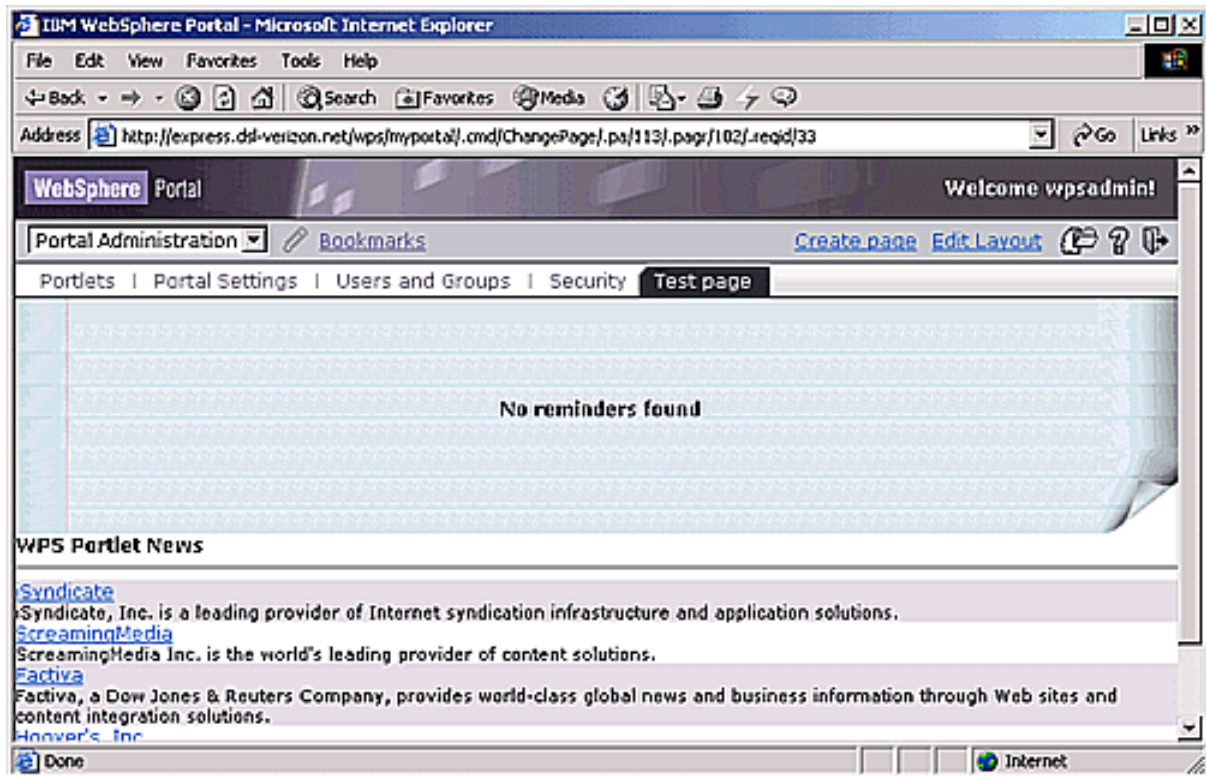 IBM WebSphere Portal - Microsoft Internet Explorer
File Edit View Favorites Tools Help
Back Search Favorites Media
Address http://express.dsl-verizon.net/wps/myportal/.cmd/ChangePage/.pa/113/.pagr/102/.reqid/33 Go Links »
WebSphere Portal Welcome wpsadmin!
Portal Administration Bookmarks Create page Edit Layout
Portlets | Portal Settings | Users and Groups | Security Test page
No reminders found
WPS Portlet News
iSyndicate
iSyndicate, Inc. is a leading provider of Internet syndication infrastructure and application solutions.
ScreamingMedia
ScreamingMedia Inc. is the world's leading provider of content solutions.
Factiva
Factiva, a Dow Jones & Reuters Company, provides world-class global news and business information through Web sites and
content integration solutions.
Hoover's, Inc
Done Internet